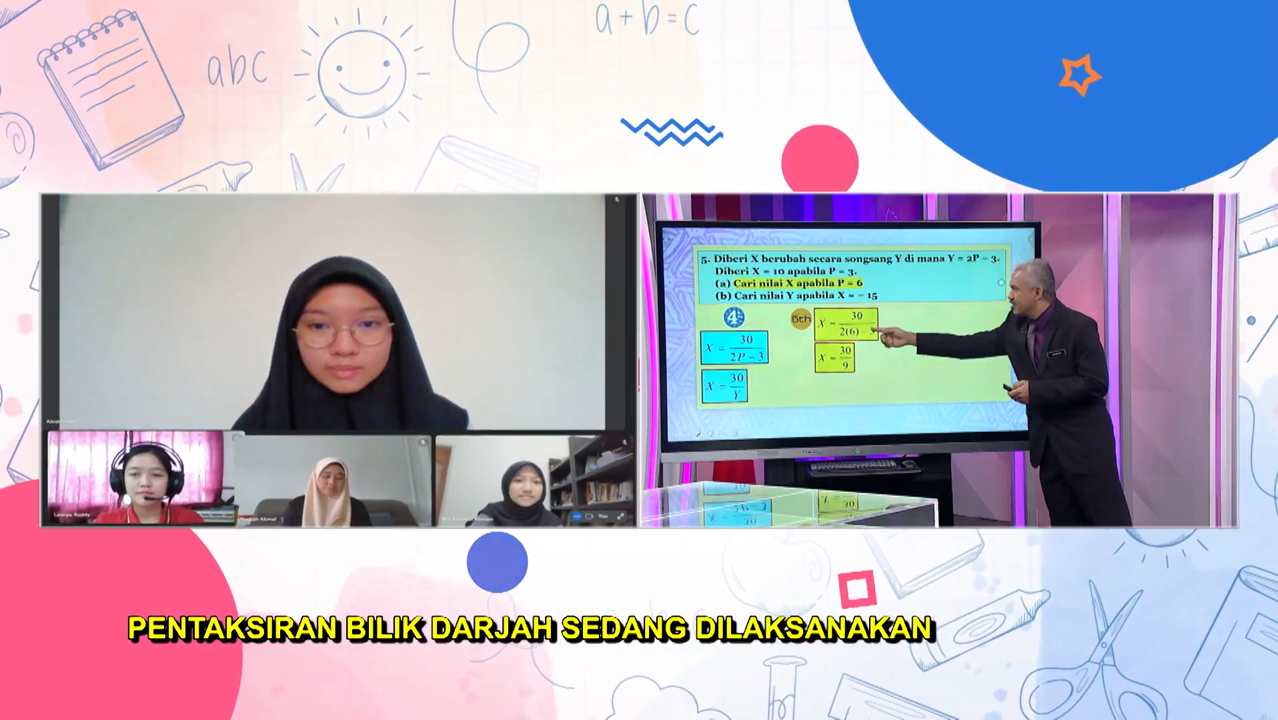 abc
a+b=c
5. Diberi X berubah secara songsang Y di mana Y = 2P - 3.
Diberi X = 10 apabila P = 3.
(a) Cari nilai X apabila P = 6
(b) Cari nilai Y apabila X = - 15
4
5th
X = 30 / 2P - 3
X = 30 / 2(6) -
X = 30 / Y
X = 30 / 9
You
PENTAKSIRAN BILIK DARJAH SEDANG DILAKSANAKAN